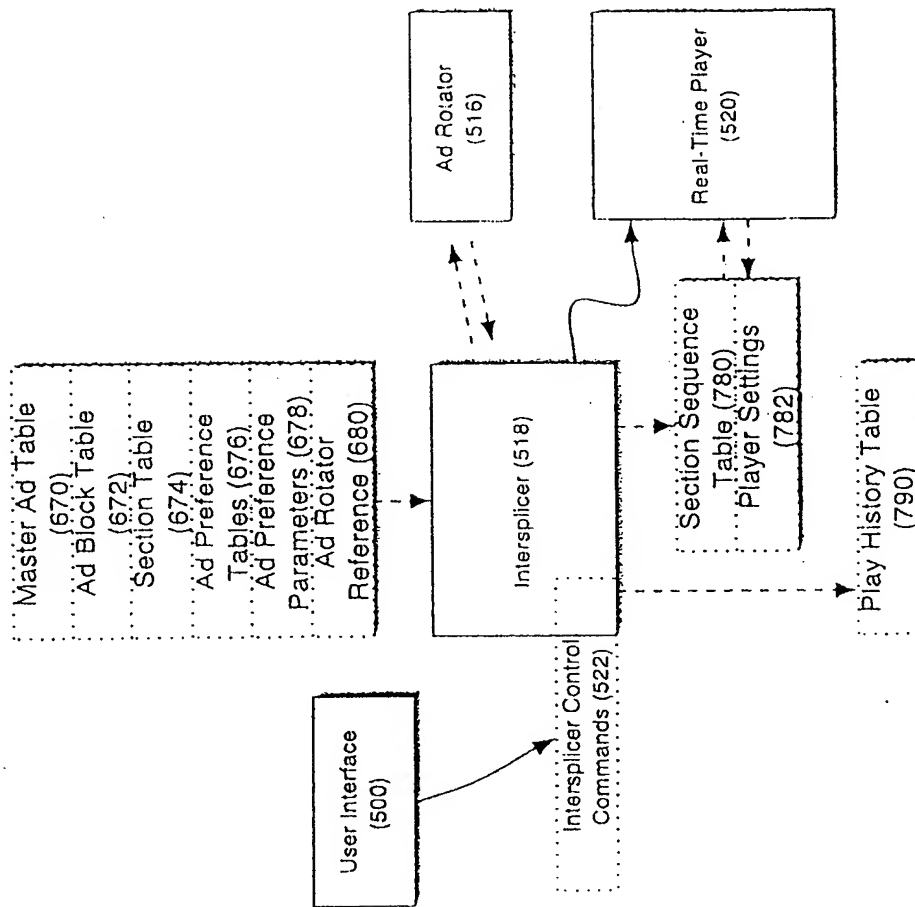 Master Ad Table
(670)
Ad Block Table
(672)
Section Table
(674)
Ad Preference
Tables (676)
Ad Preference
Parameters (678)
Ad Rotator
Reference (680)
User Interface
(500)
Intersplicer (518)
Intersplicer Control
Commands (522)
Ad Rotator
(516)
Real-Time Player
(520)
Section Sequence
Table (780)
Player Settings
(782)
Play History Table
(790)